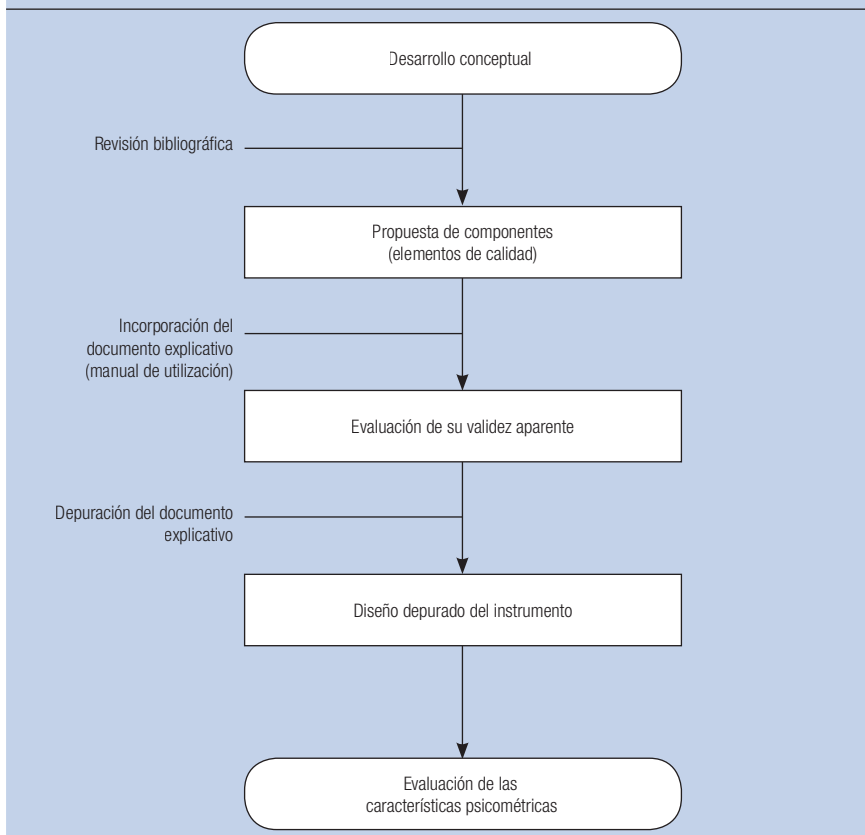 Desarrollo conceptual
Revisión bibliográfica
Propuesta de componentes
(elementos de calidad)
Incorporación del
documento explicativo
(manual de utilización)
Evaluación de su validez aparente
Depuración del documento
explicativo
Diseño depurado del instrumento
Evaluación de las
características psicométricas